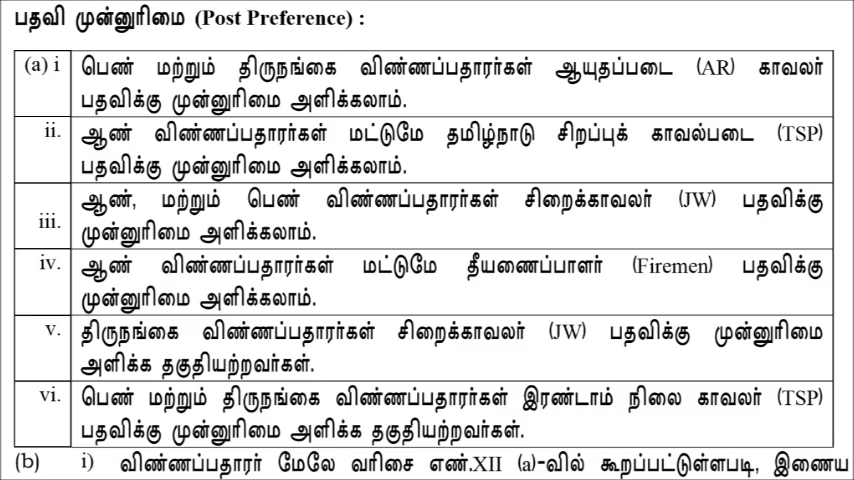 பதவி முன்னுரிமை (Post Preference) :
(a) i பெண் மற்றும் திருநங்கை விண்ணப்பதாரர்கள் ஆயுதப்படை (AR) காவலர்
பதவிக்கு முன்னுரிமை அளிக்கலாம்.
ii. ஆண் விண்ணப்பதாரர்கள் மட்டுமே தமிழ்நாடு சிறப்புக் காவல்படை (TSP)
பதவிக்கு முன்னுரிமை அளிக்கலாம்.
iii. ஆண், மற்றும் பெண் விண்ணப்பதாரர்கள் சிறைக்காவலர் (JW) பதவிக்கு
முன்னுரிமை அளிக்கலாம்.
iv. ஆண் விண்ணப்பதாரர்கள் மட்டுமே தீயணைப்பாளர் (Firemen) பதவிக்கு
முன்னுரிமை அளிக்கலாம்.
v. திருநங்கை விண்ணப்பதாரர்கள் சிறைக்காவலர் (JW) பதவிக்கு முன்னுரிமை
அளிக்க தகுதியற்றவர்கள்.
vi. பெண் மற்றும் திருநங்கை விண்ணப்பதாரர்கள் இரண்டாம் நிலை காவலர் (TSP)
பதவிக்கு முன்னுரிமை அளிக்க தகுதியற்றவர்கள்.
(b) i) விண்ணப்பதாரர் மேலே வரிசை எண்.XII (a)-வில் கூறப்பட்டுள்ளபடி, இணைய